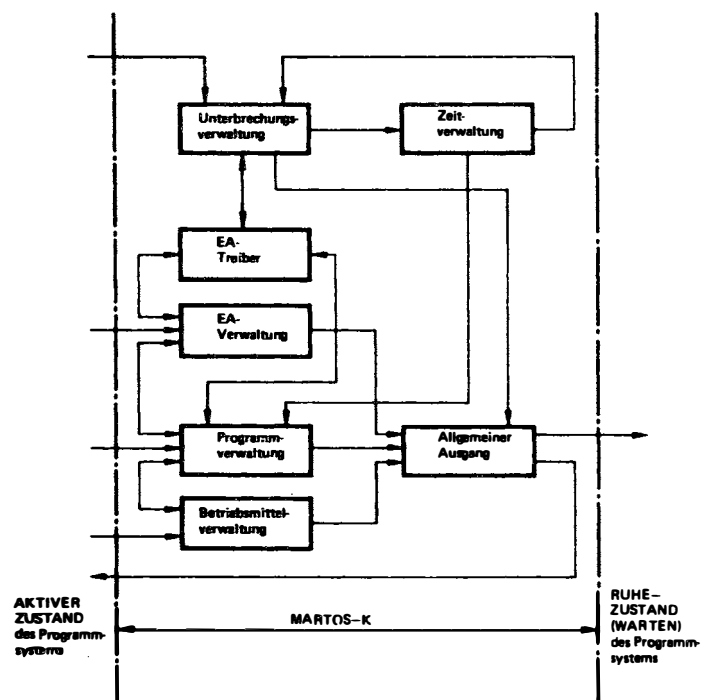 Unterbrechungs-
verwaltung
Zeit-
verwaltung
EA-
Treiber
EA-
Verwaltung
Programm-
verwaltung
Allgemeiner
Ausgang
Betriebsmittel-
verwaltung
AKTIVER
ZUSTAND
des Programm-
systems
MARTOS-K
RUHE-
ZUSTAND
(WARTEN)
des Programm-
systems